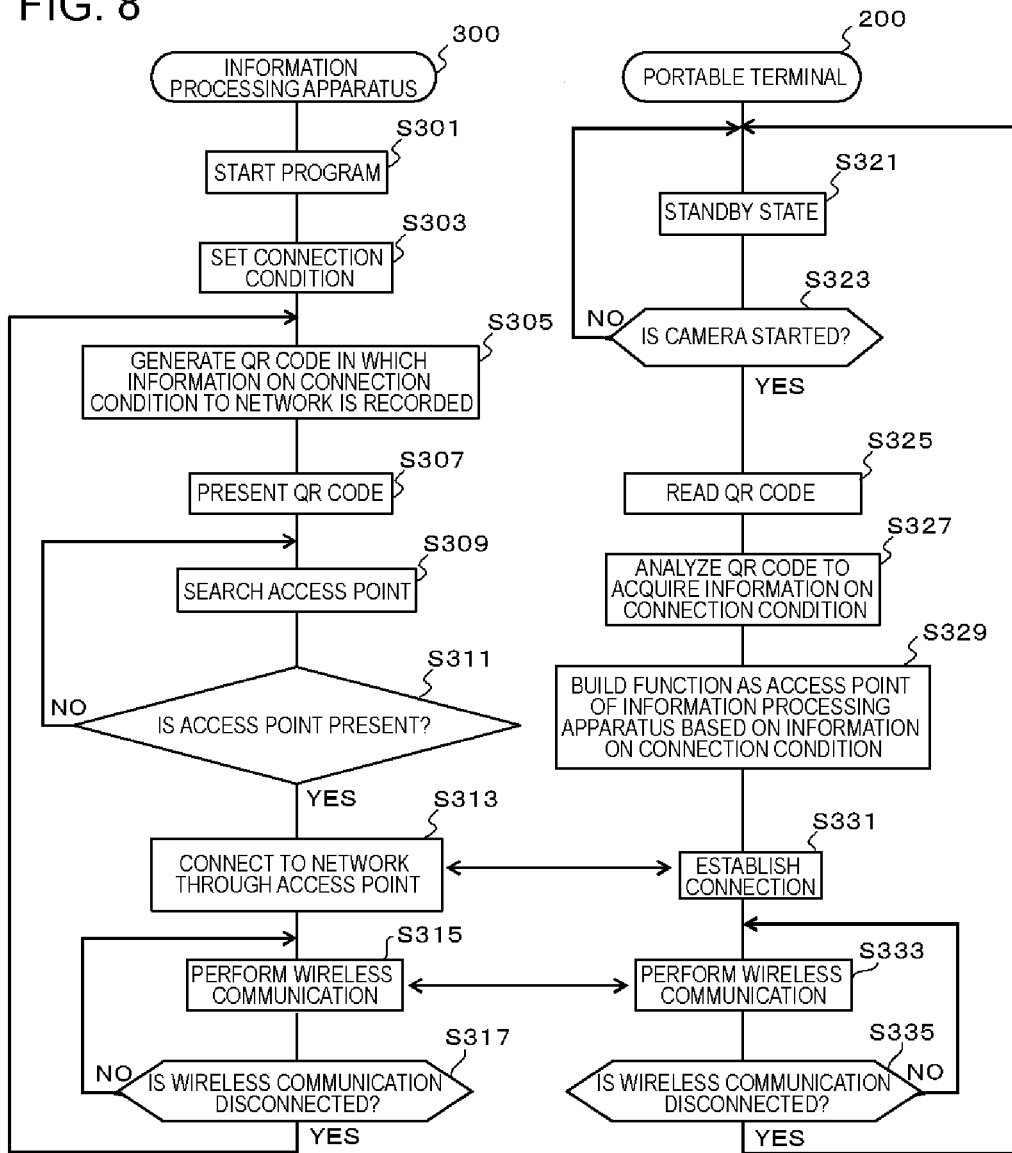 FIG. 8
300
INFORMATION
PROCESSING APPARATUS
S301
START PROGRAM
S303
SET CONNECTION
CONDITION
S305
GENERATE QR CODE IN WHICH
INFORMATION ON CONNECTION
CONDITION TO NETWORK IS RECORDED
S307
PRESENT QR CODE
S309
SEARCH ACCESS POINT
S311
NO
IS ACCESS POINT PRESENT?
YES
S313
CONNECT TO NETWORK
THROUGH ACCESS POINT
S315
PERFORM WIRELESS
COMMUNICATION
S317
NO
IS WIRELESS COMMUNICATION
DISCONNECTED?
YES
200
PORTABLE TERMINAL
S321
STANDBY STATE
S323
NO
IS CAMERA STARTED?
YES
S325
READ QR CODE
S327
ANALYZE QR CODE TO
ACQUIRE INFORMATION ON
CONNECTION CONDITION
S329
BUILD FUNCTION AS ACCESS POINT
OF INFORMATION PROCESSING
APPARATUS BASED ON INFORMATION
ON CONNECTION CONDITION
S331
ESTABLISH
CONNECTION
S333
PERFORM WIRELESS
COMMUNICATION
S335
IS WIRELESS COMMUNICATION
DISCONNECTED?
NO
YES